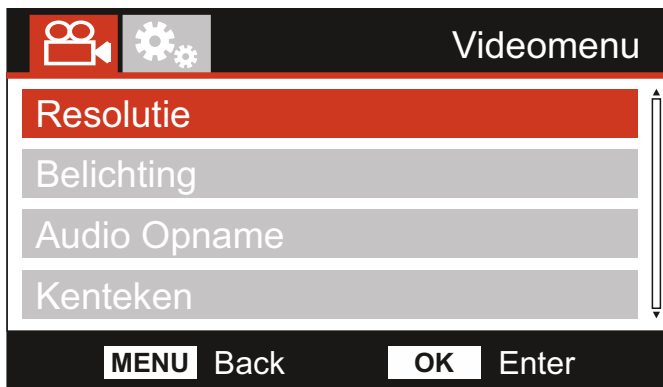 Videomenu
Resolutie
Belichting
Audio Opname
Kenteken
MENU Back OK Enter